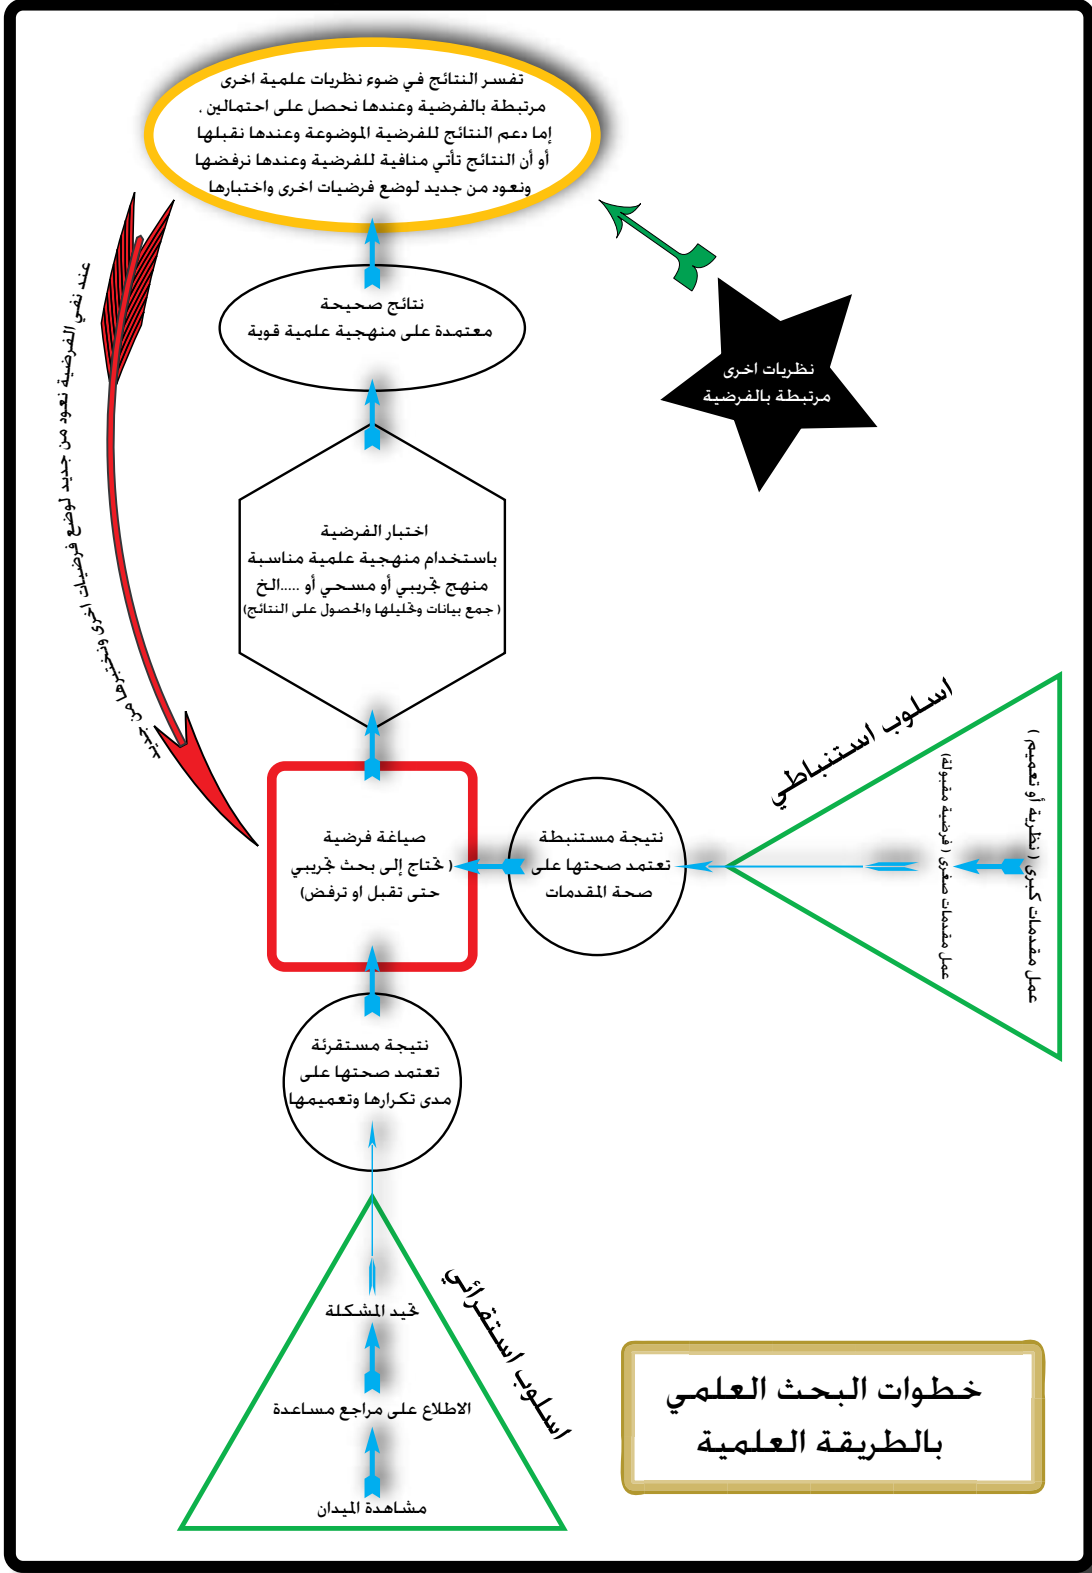 تفسر النتائج في ضوء نظريات علمية اخرى
مرتبطة بالفرضية وعندها نحصل على احتمالين .
إما دعم النتائج للفرضية الموضوعة وعندها نقبلها
أو أن النتائج تأتي منافية للفرضية وعندها نرفضها
ونعود من جديد لوضع فرضيات اخرى واختبارها
عند نفي الفرضية نعود من جديد لوضع فرضيات اخرى ونختبرها من جديد
نتائج صحيحة
معتمدة على منهجية علمية قوية
نظريات اخرى
مرتبطة بالفرضية
اختبار الفرضية
باستخدام منهجية علمية مناسبة
منهج تجريبي أو مسحي أو .....الخ
( جمع بيانات وتحليلها والحصول على النتائج)
اسلوب استنباطي
عمل مقدمات كبرى ( نظرية أو تعميم )
عمل مقدمات صغرى ( فرضية مقبولة)
نتيجة مستنبطة
تعتمد صحتها على
صحة المقدمات
صياغة فرضية
( تحتاج إلى بحث تجريبي
حتى تقبل او ترفض)
نتيجة مستقرئة
تعتمد صحتها على
مدى تكرارها وتعميمها
اسلوب استقرائي
تحيد المشكلة
الاطلاع على مراجع مساعدة
مشاهدة الميدان
خطوات البحث العلمي
بالطريقة العلمية